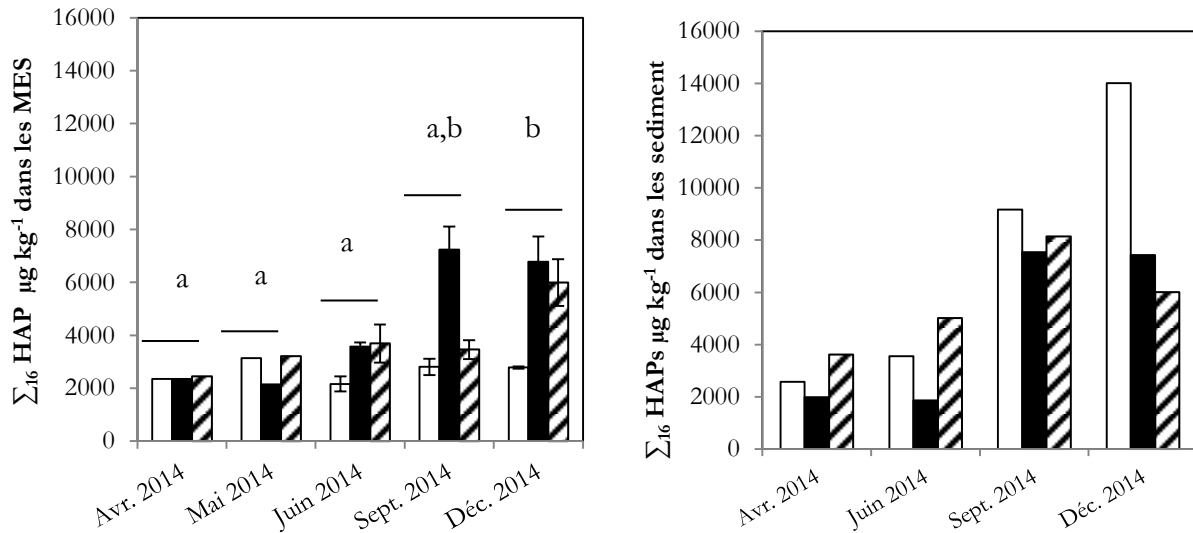 ∑16 HAP µg kg-1 dans les MES
16000
14000
12000
10000
8000
6000
4000
2000
0
a
a
a
a,b
b
Avr. 2014
Mai 2014
Juin 2014
Sept. 2014
Déc. 2014
∑16 HAPs µg kg-1 dans les sediment
16000
14000
12000
10000
8000
6000
4000
2000
0
Avr. 2014
Juin 2014
Sept. 2014
Déc. 2014